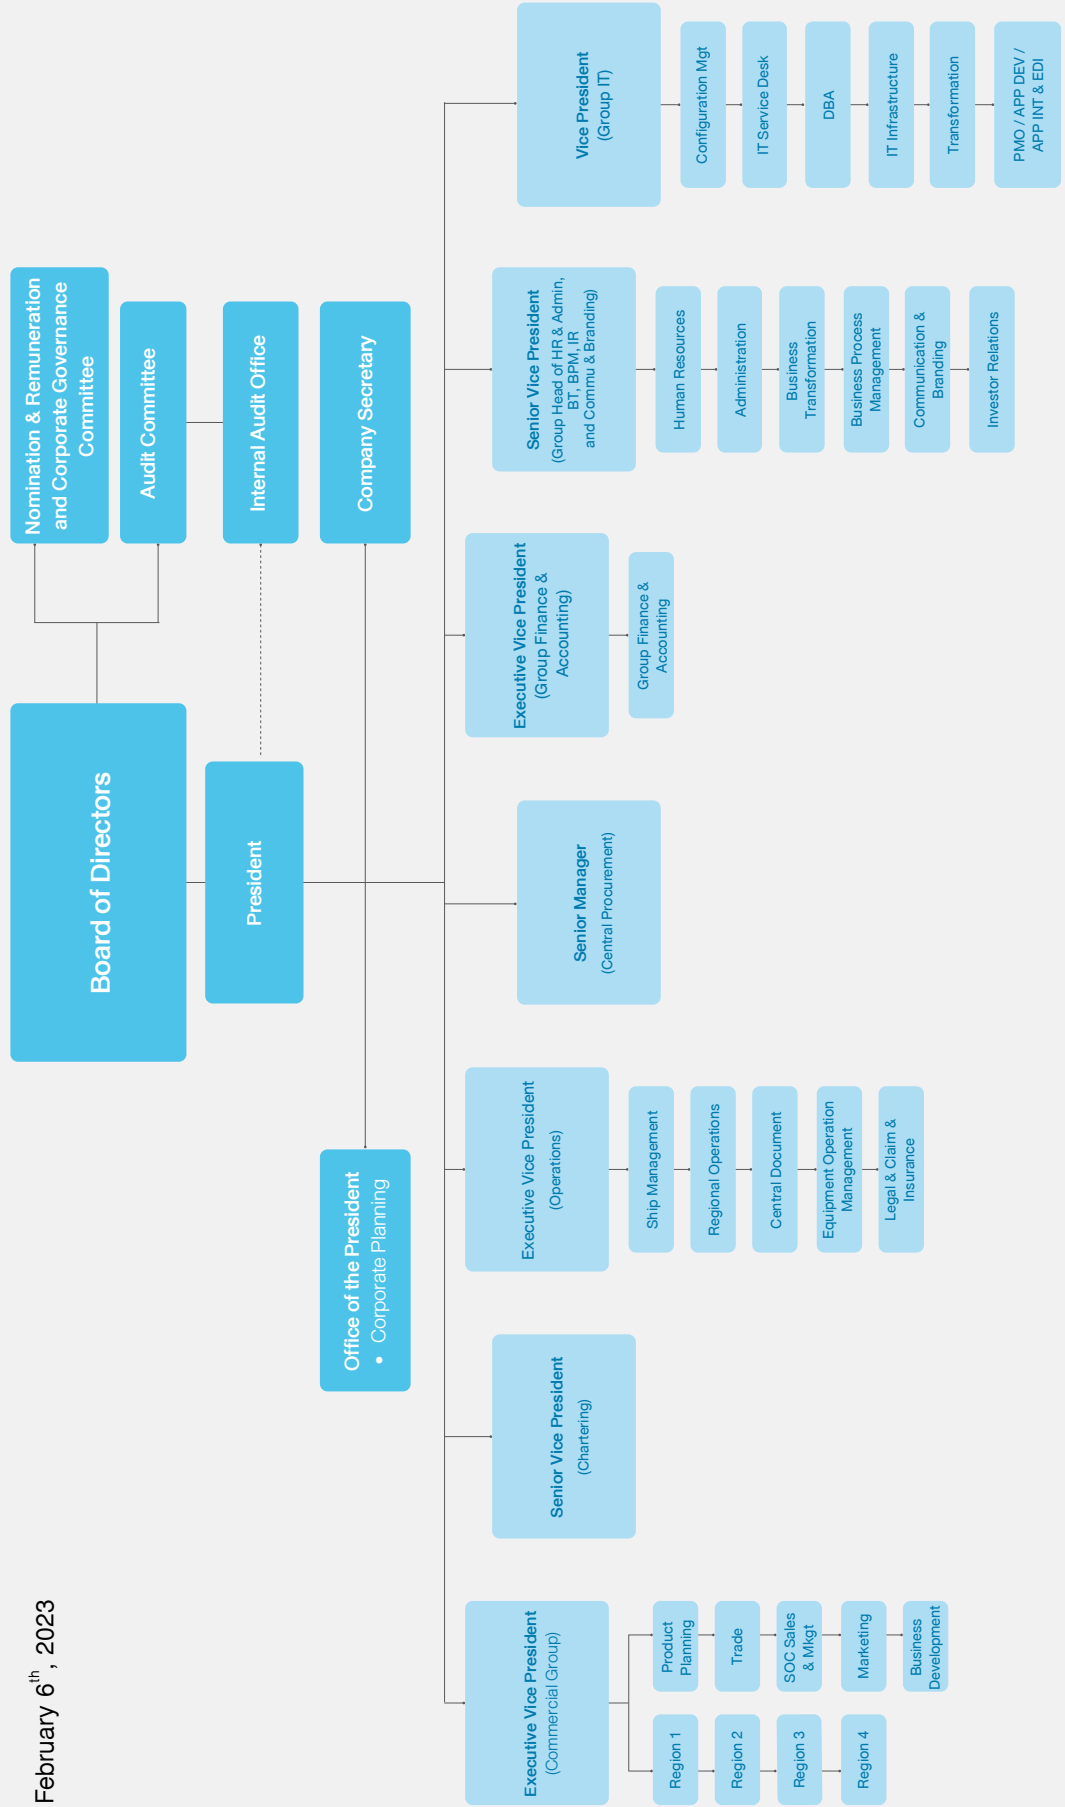 February 6th, 2023
Board of Directors
Nomination & Remuneration
and Corporate Governance
Committee
Audit Committee
President
Internal Audit Office
Office of the President
• Corporate Planning
Company Secretary
Executive Vice President
(Commercial Group)
Region 1
Region 2
Region 3
Region 4
Product
Planning
Trade
SOC Sales
& Mkgt
Marketing
Business
Development
Senior Vice President
(Chartering)
Executive Vice President
(Operations)
Ship Management
Regional Operations
Central Document
Equipment Operation
Management
Legal & Claim &
Insurance
Senior Manager
(Central Procurement)
Executive Vice President
(Group Finance &
Accounting)
Group Finance &
Accounting
Senior Vice President
(Group Head of HR & Admin,
BT, BPM, IR
and Commu & Branding)
Human Resources
Administration
Business
Transformation
Business Process
Management
Communication &
Branding
Investor Relations
Vice President
(Group IT)
Configuration Mgt
IT Service Desk
DBA
IT Infrastructure
Transformation
PMO / APP DEV /
APP INT & EDI